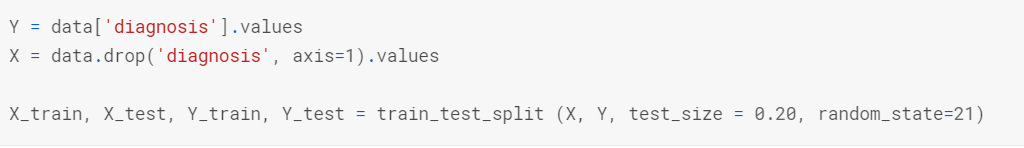 Y = data['diagnosis'].values
X = data.drop('diagnosis', axis=1).values
X_train, X_test, Y_train, Y_test = train_test_split (X, Y, test_size = 0.20, random_state=21)